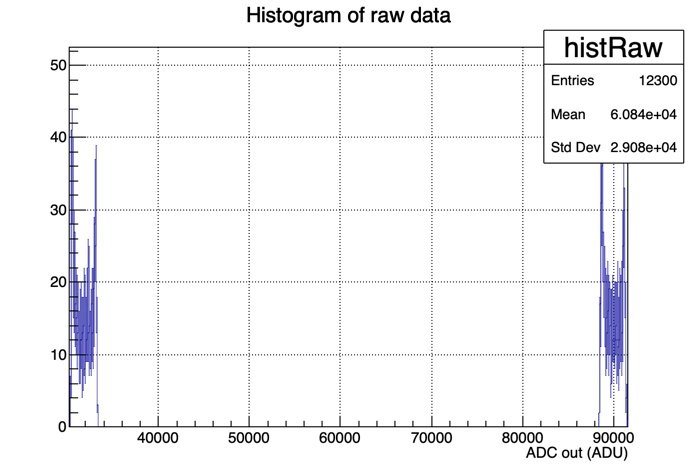 Histogram of raw data
histRaw
Entries 12300
Mean 6.084e+04
Std Dev 2.908e+04
50
40
30
20
10
0
40000 50000 60000 70000 80000 90000
ADC out (ADU)